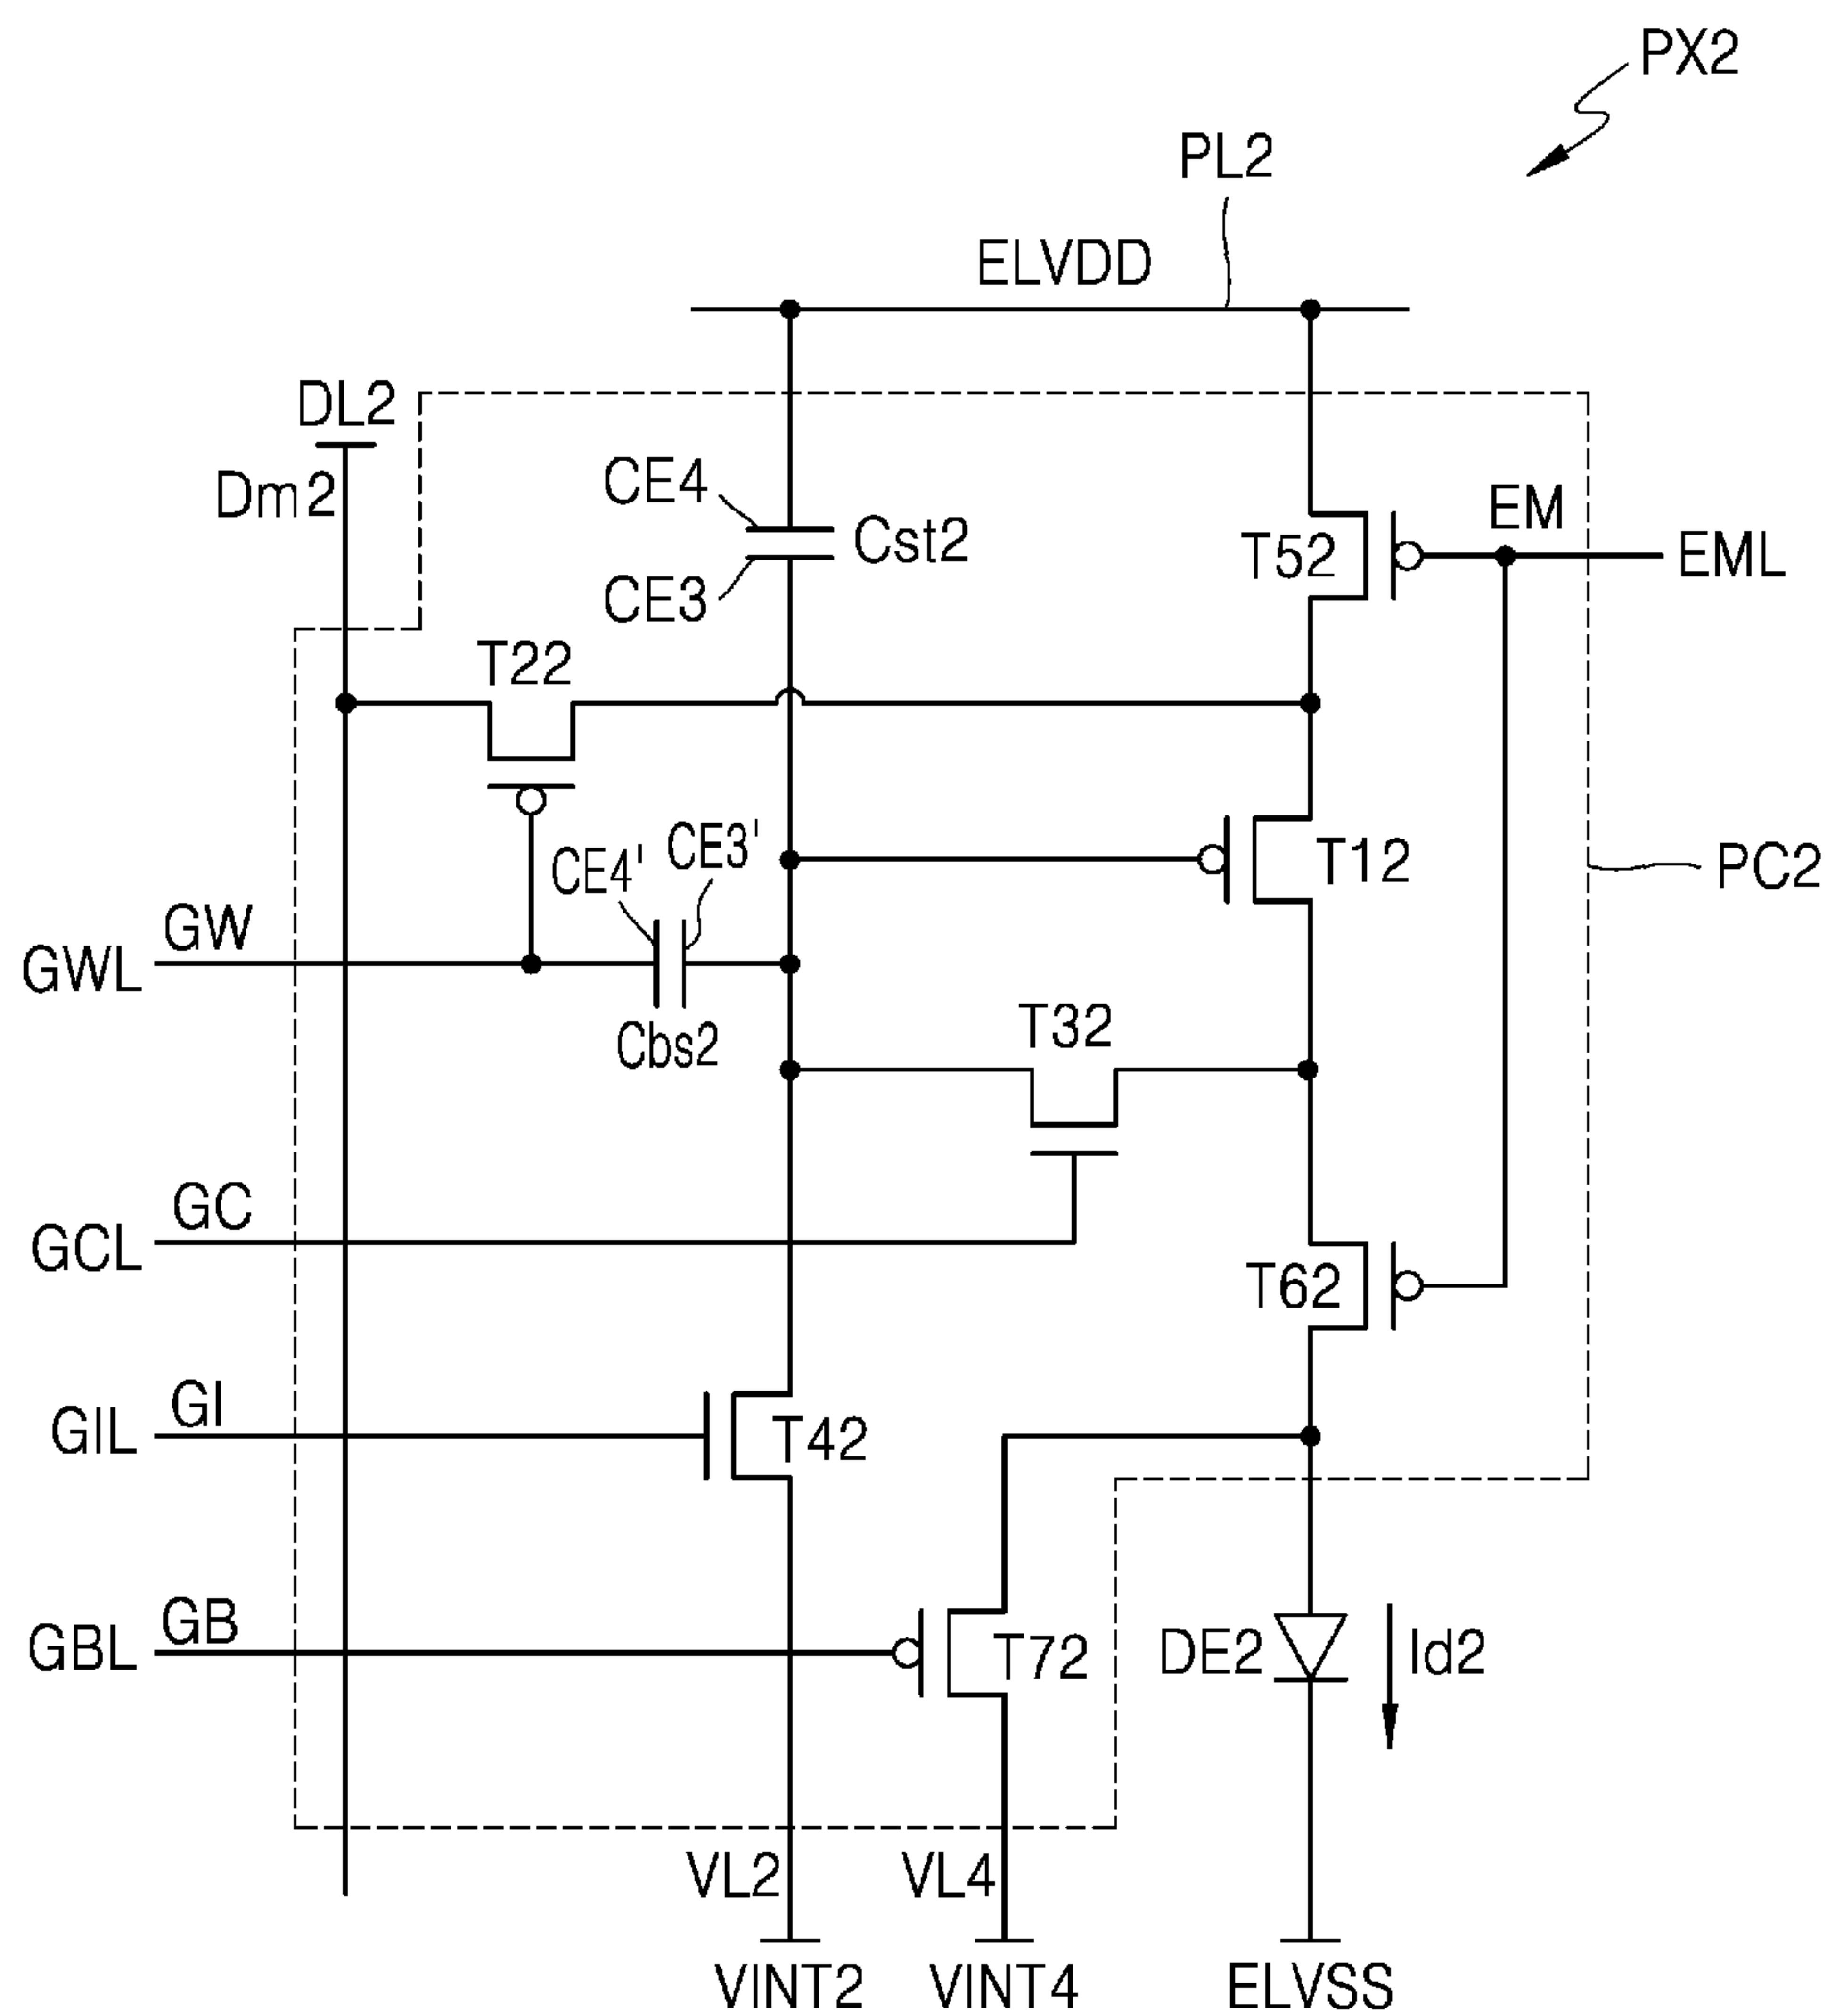 PX2
PL2
ELVDD
DL2
Dm2
CE4
Cst2
CE3
EM
T52
EML
T22
CE4'
CE3'
T12
PC2
GW
GWL
Cbs2
T32
GC
GCL
T62
GI
GIL
T42
GB
GBL
T72
DE2
Id2
VL2
VL4
VINT2
VINT4
ELVSS